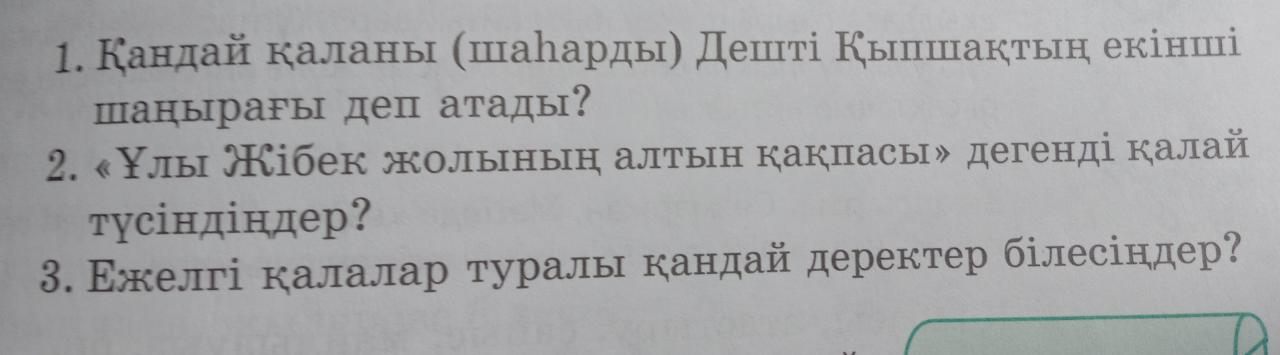 1. Қандай қаланы (шаһарды) Дешті Қыпшақтың екінші
шаңырағы деп атады?
2. «Ұлы Жібек жолының алтын қақпасы» дегенді қалай
түсіндіңдер?
3. Ежелгі қалалар туралы қандай деректер білесіңдер?